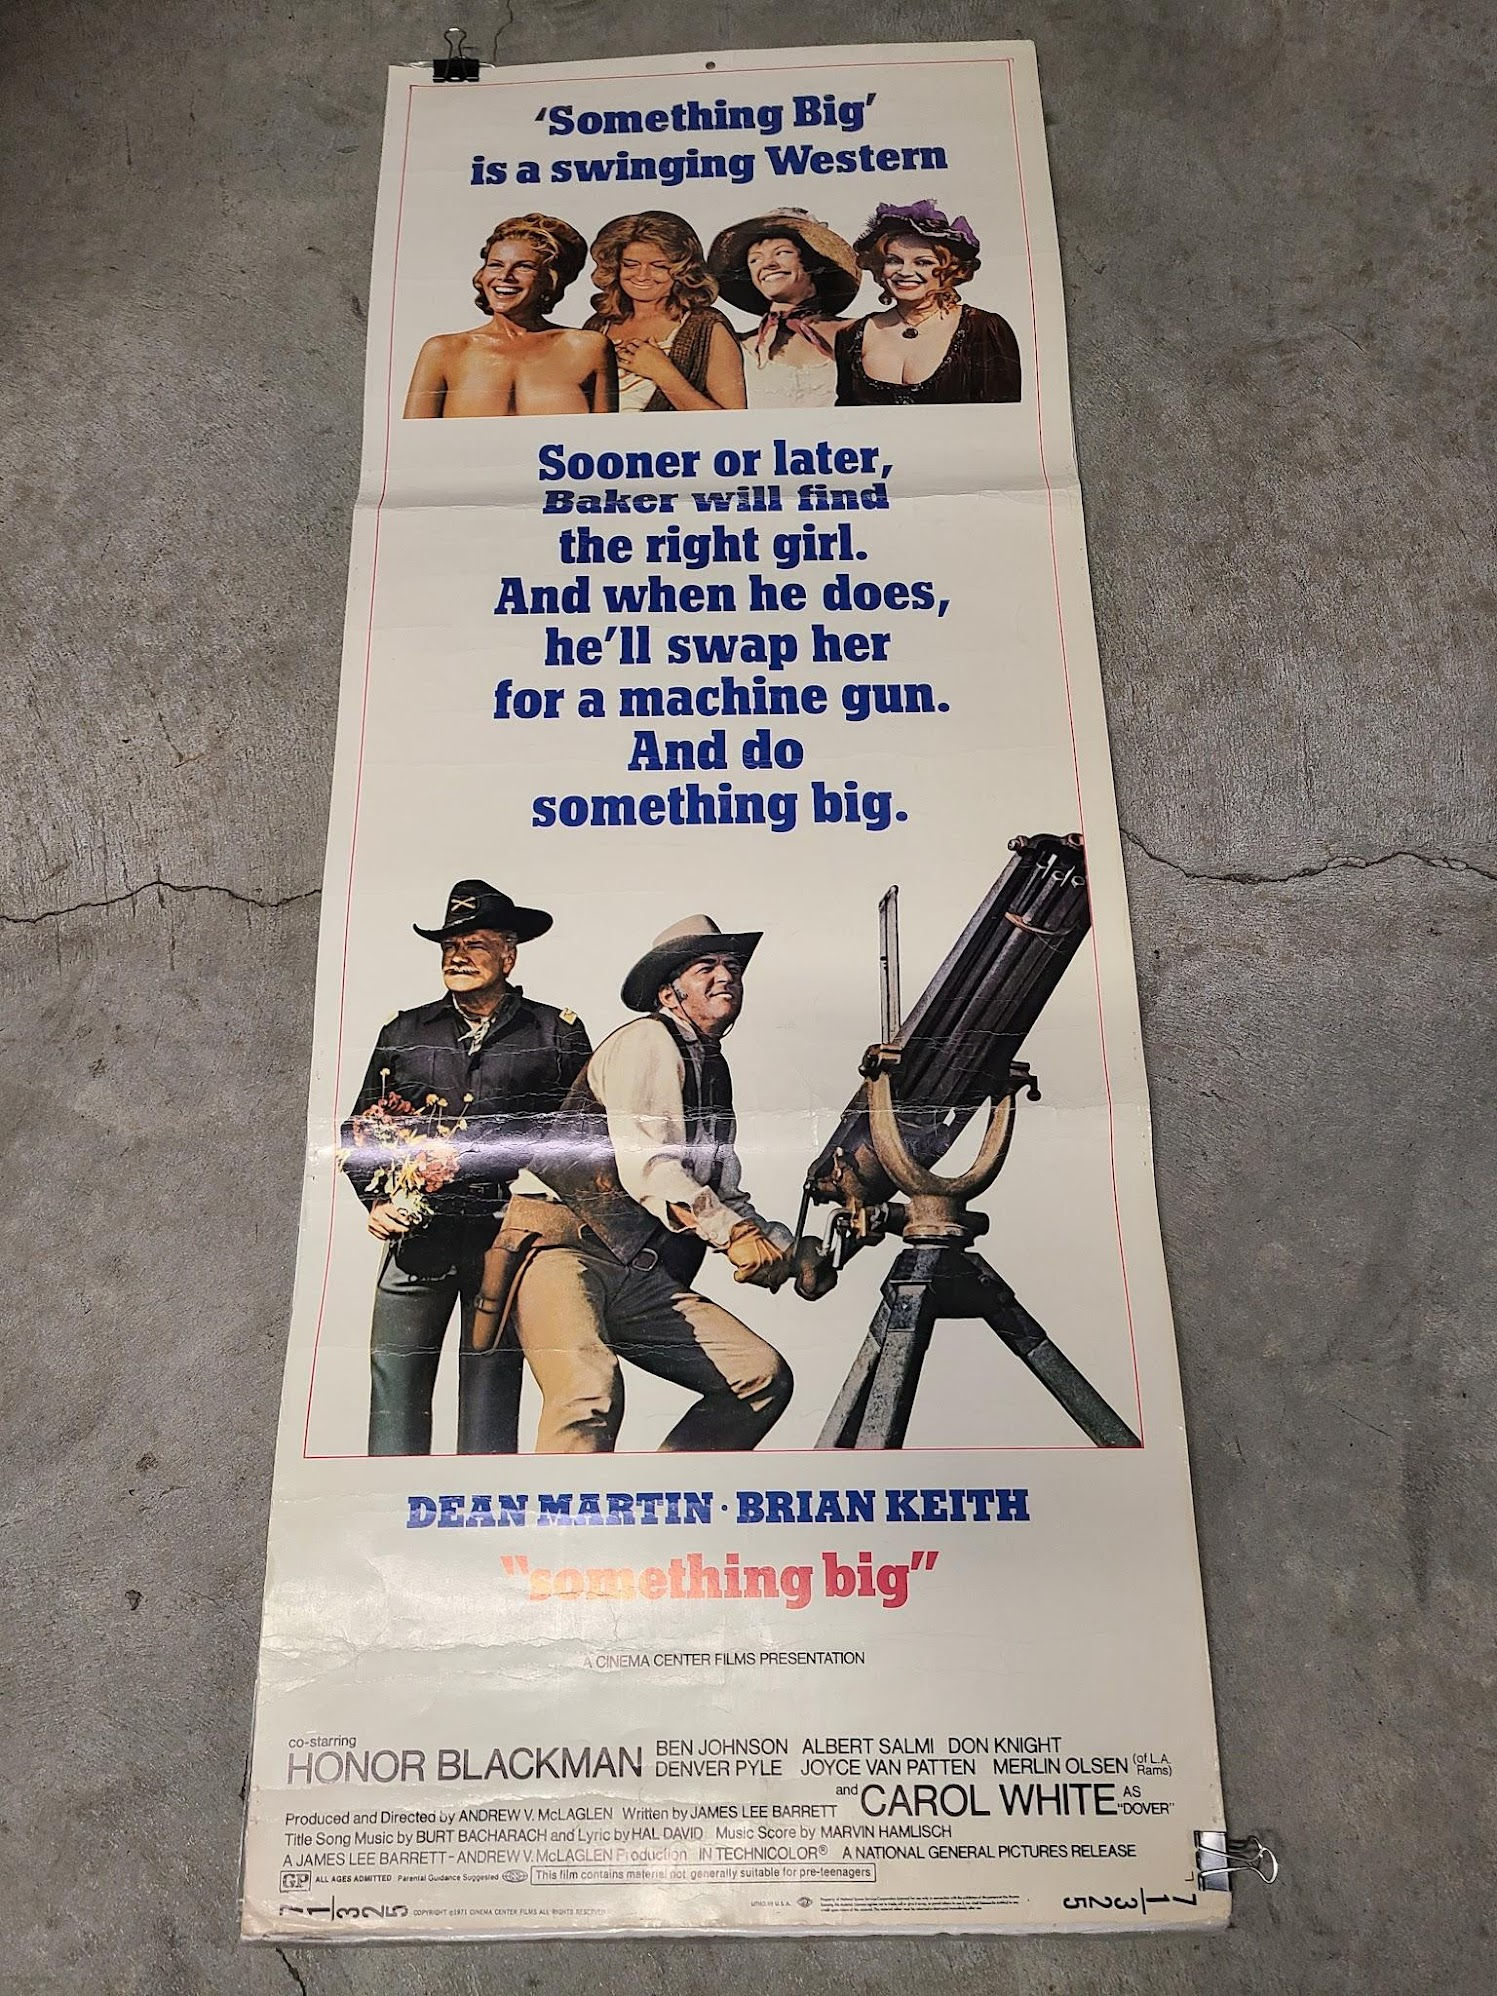 'Something Big'
is a swinging Western
Sooner or later,
Baker will find
the right girl.
And when he does,
he'll swap her
for a machine gun.
And do
something big.
DEAN MARTIN · BRIAN KEITH
"something big"
A CINEMA CENTER FILMS PRESENTATION
co-starring
HONOR BLACKMAN
BEN JOHNSON ALBERT SALMI DON KNIGHT
DENVER PYLE JOYCE VAN PATTEN MERLIN OLSEN (of L.A. Rams)
and CAROL WHITE AS "DOVER"
Produced and Directed by ANDREW V. McLAGLEN Written by JAMES LEE BARRETT
Title Song Music by BURT BACHARACH and Lyric by HAL DAVID Music Score by MARVIN HAMLISCH
A JAMES LEE BARRETT - ANDREW V. McLAGLEN Production IN TECHNICOLOR® A NATIONAL GENERAL PICTURES RELEASE
GP ALL AGES ADMITTED Parental Guidance Suggested This film contains material not generally suitable for pre-teenagers
71/325 COPYRIGHT ©1971 CINEMA CENTER FILMS ALL RIGHTS RESERVED LITHO. IN U.S.A. 71/325